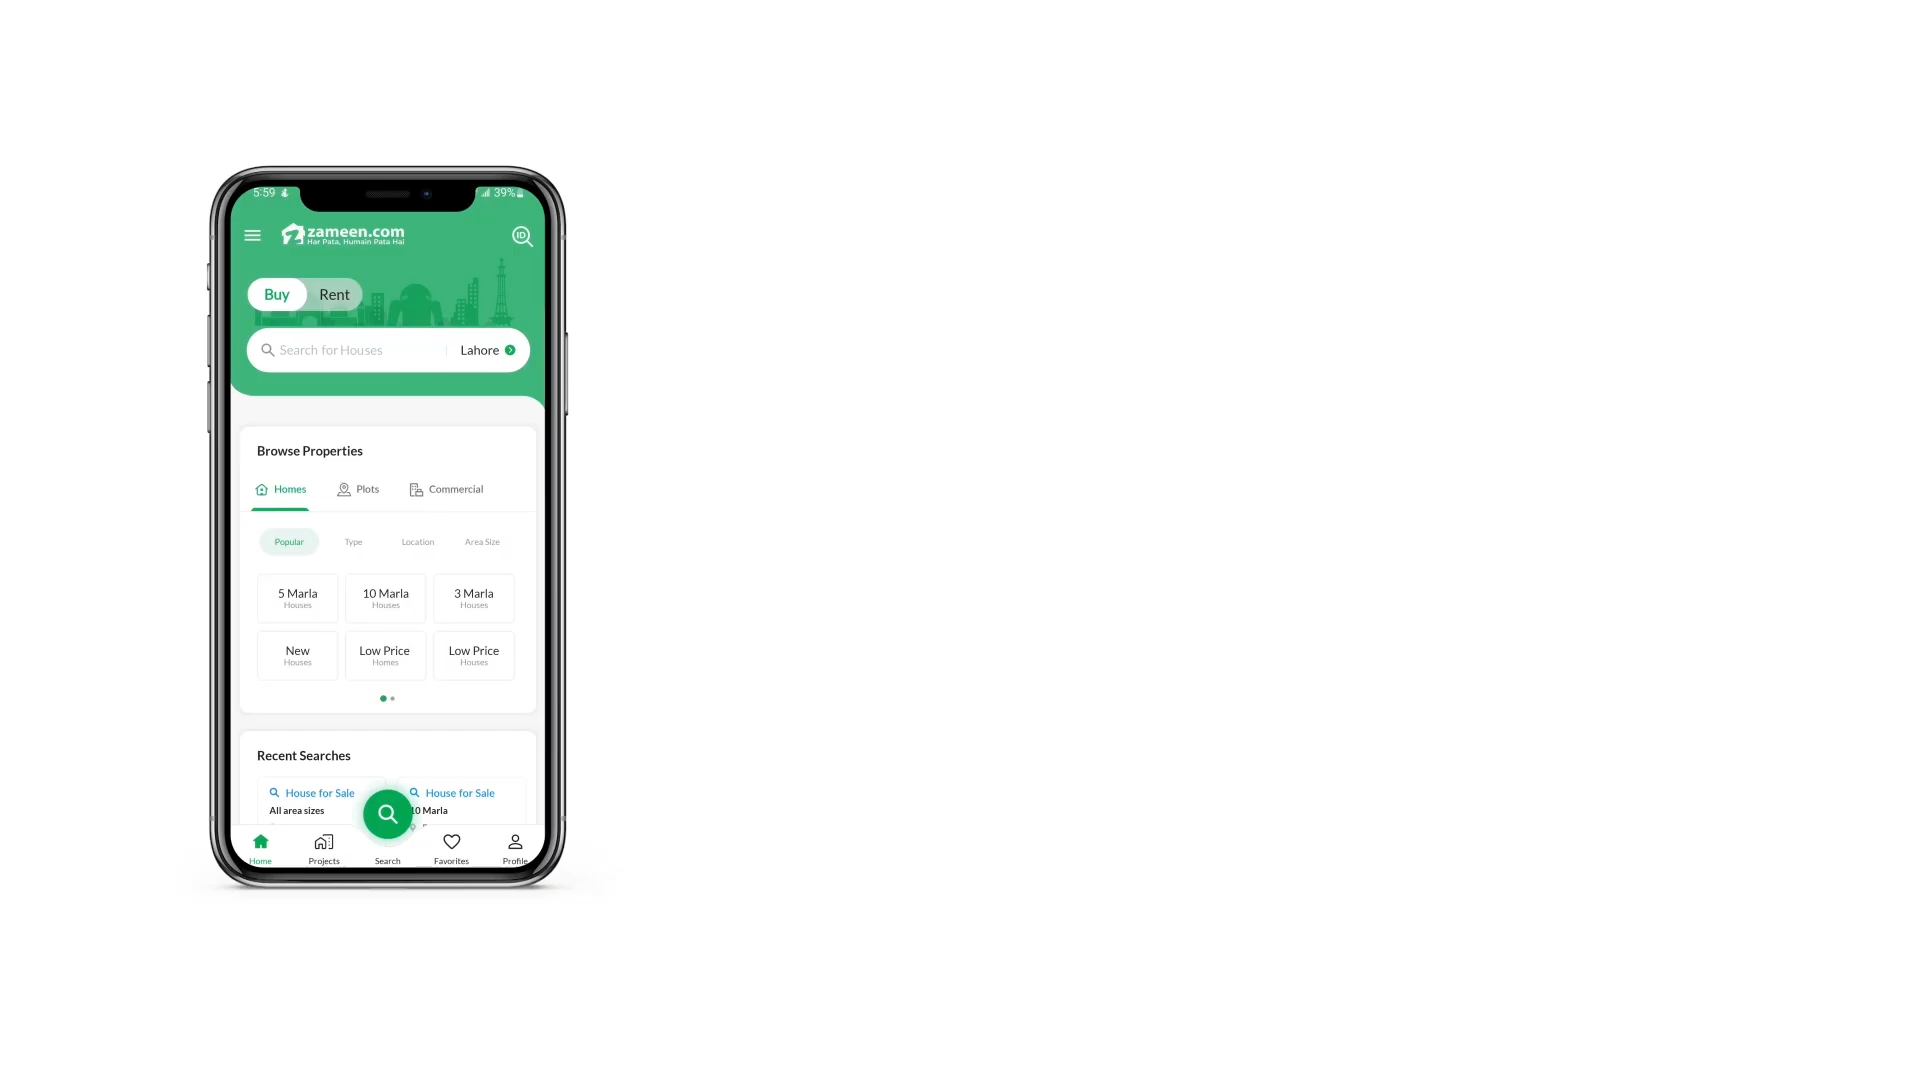 5:59
39%
zameen.com
Har Pata, Humain Pata Hai
ID
Buy Rent
Search for Houses Lahore
Browse Properties
Homes Plots Commercial
Popular Type Location Area Size
5 Marla 10 Marla 3 Marla
Houses Houses Houses
New Low Price Low Price
Houses Homes Houses
Recent Searches
House for Sale House for Sale
All area sizes 10 Marla
Home Projects Search Favorites Profile